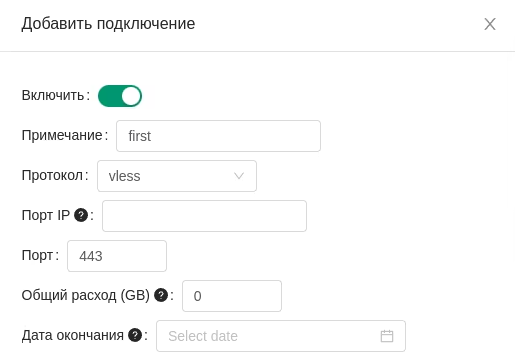 Добавить подключение
Включить:
Примечание: first
Протокол: vless
Порт IP ?:
Порт: 443
Общий расход (GB) ?: 0
Дата окончания ?: Select date